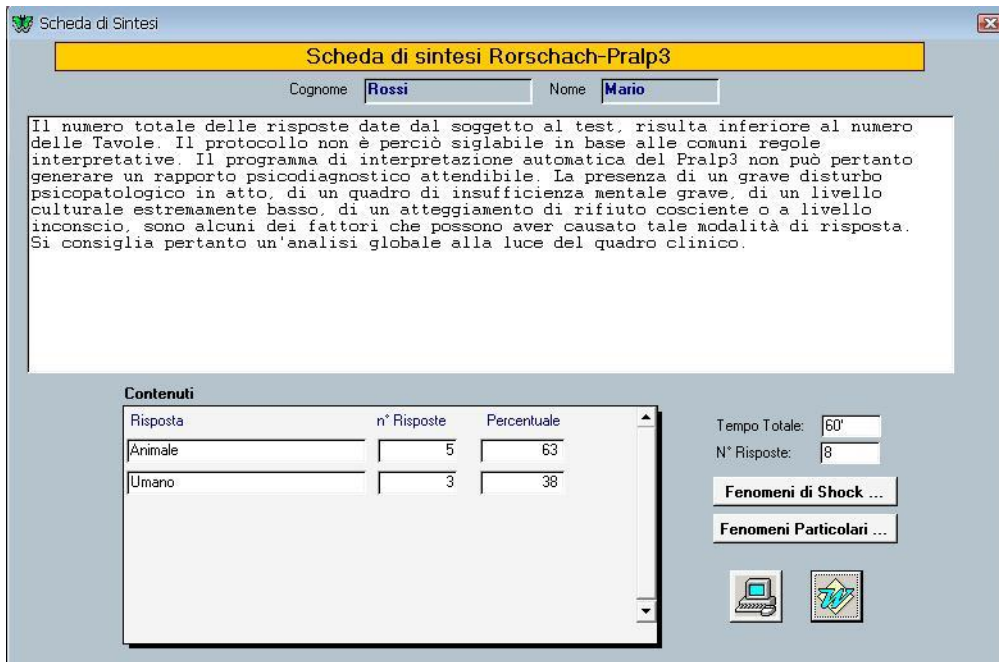 Scheda di Sintesi
Scheda di sintesi Rorschach-Pralp3
Cognome Rossi Nome Mario
Il numero totale delle risposte date dal soggetto al test, risulta inferiore al numero
delle Tavole. Il protocollo non è perciò siglabile in base alle comuni regole
interpretative. Il programma di interpretazione automatica del Pralp3 non può pertanto
generare un rapporto psicodiagnostico attendibile. La presenza di un grave disturbo
psicopatologico in atto, di un quadro di insufficienza mentale grave, di un livello
culturale estremamente basso, di un atteggiamento di rifiuto cosciente o a livello
inconscio, sono alcuni dei fattori che possono aver causato tale modalità di risposta.
Si consiglia pertanto un'analisi globale alla luce del quadro clinico.
Contenuti
Risposta n° Risposte Percentuale
Animale 5 63
Umano 3 38
Tempo Totale: 60'
N° Risposte: 8
Fenomeni di Shock ...
Fenomeni Particolari ...
W